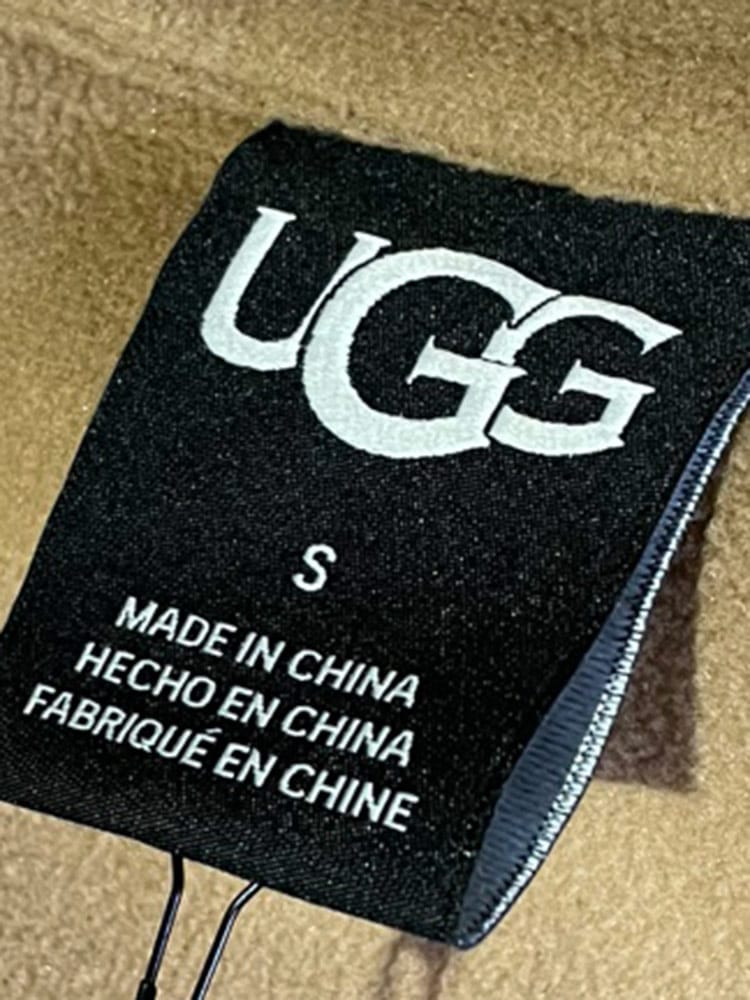 UGG
S
MADE IN CHINA
HECHO EN CHINA
FABRIQUÉ EN CHINE